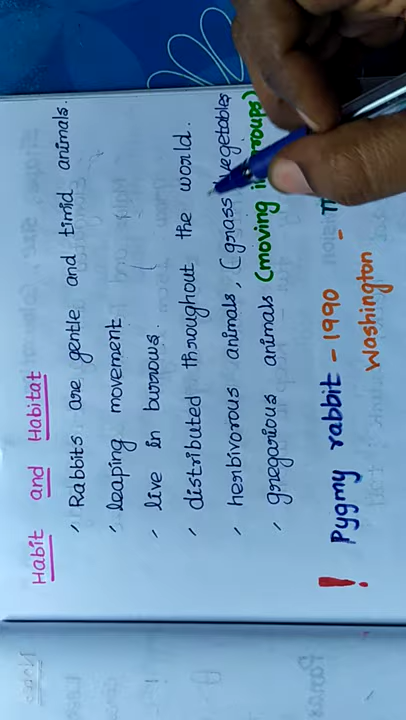 Habit and Habitat
Rabbits are gentle and timid animals.
leaping movement
live in burrows.
distributed throughout the world.
herbivorous animals, (grass vegetables
gregarious animals (moving in groups)
! Pygmy rabbit - 1990 -
Washington